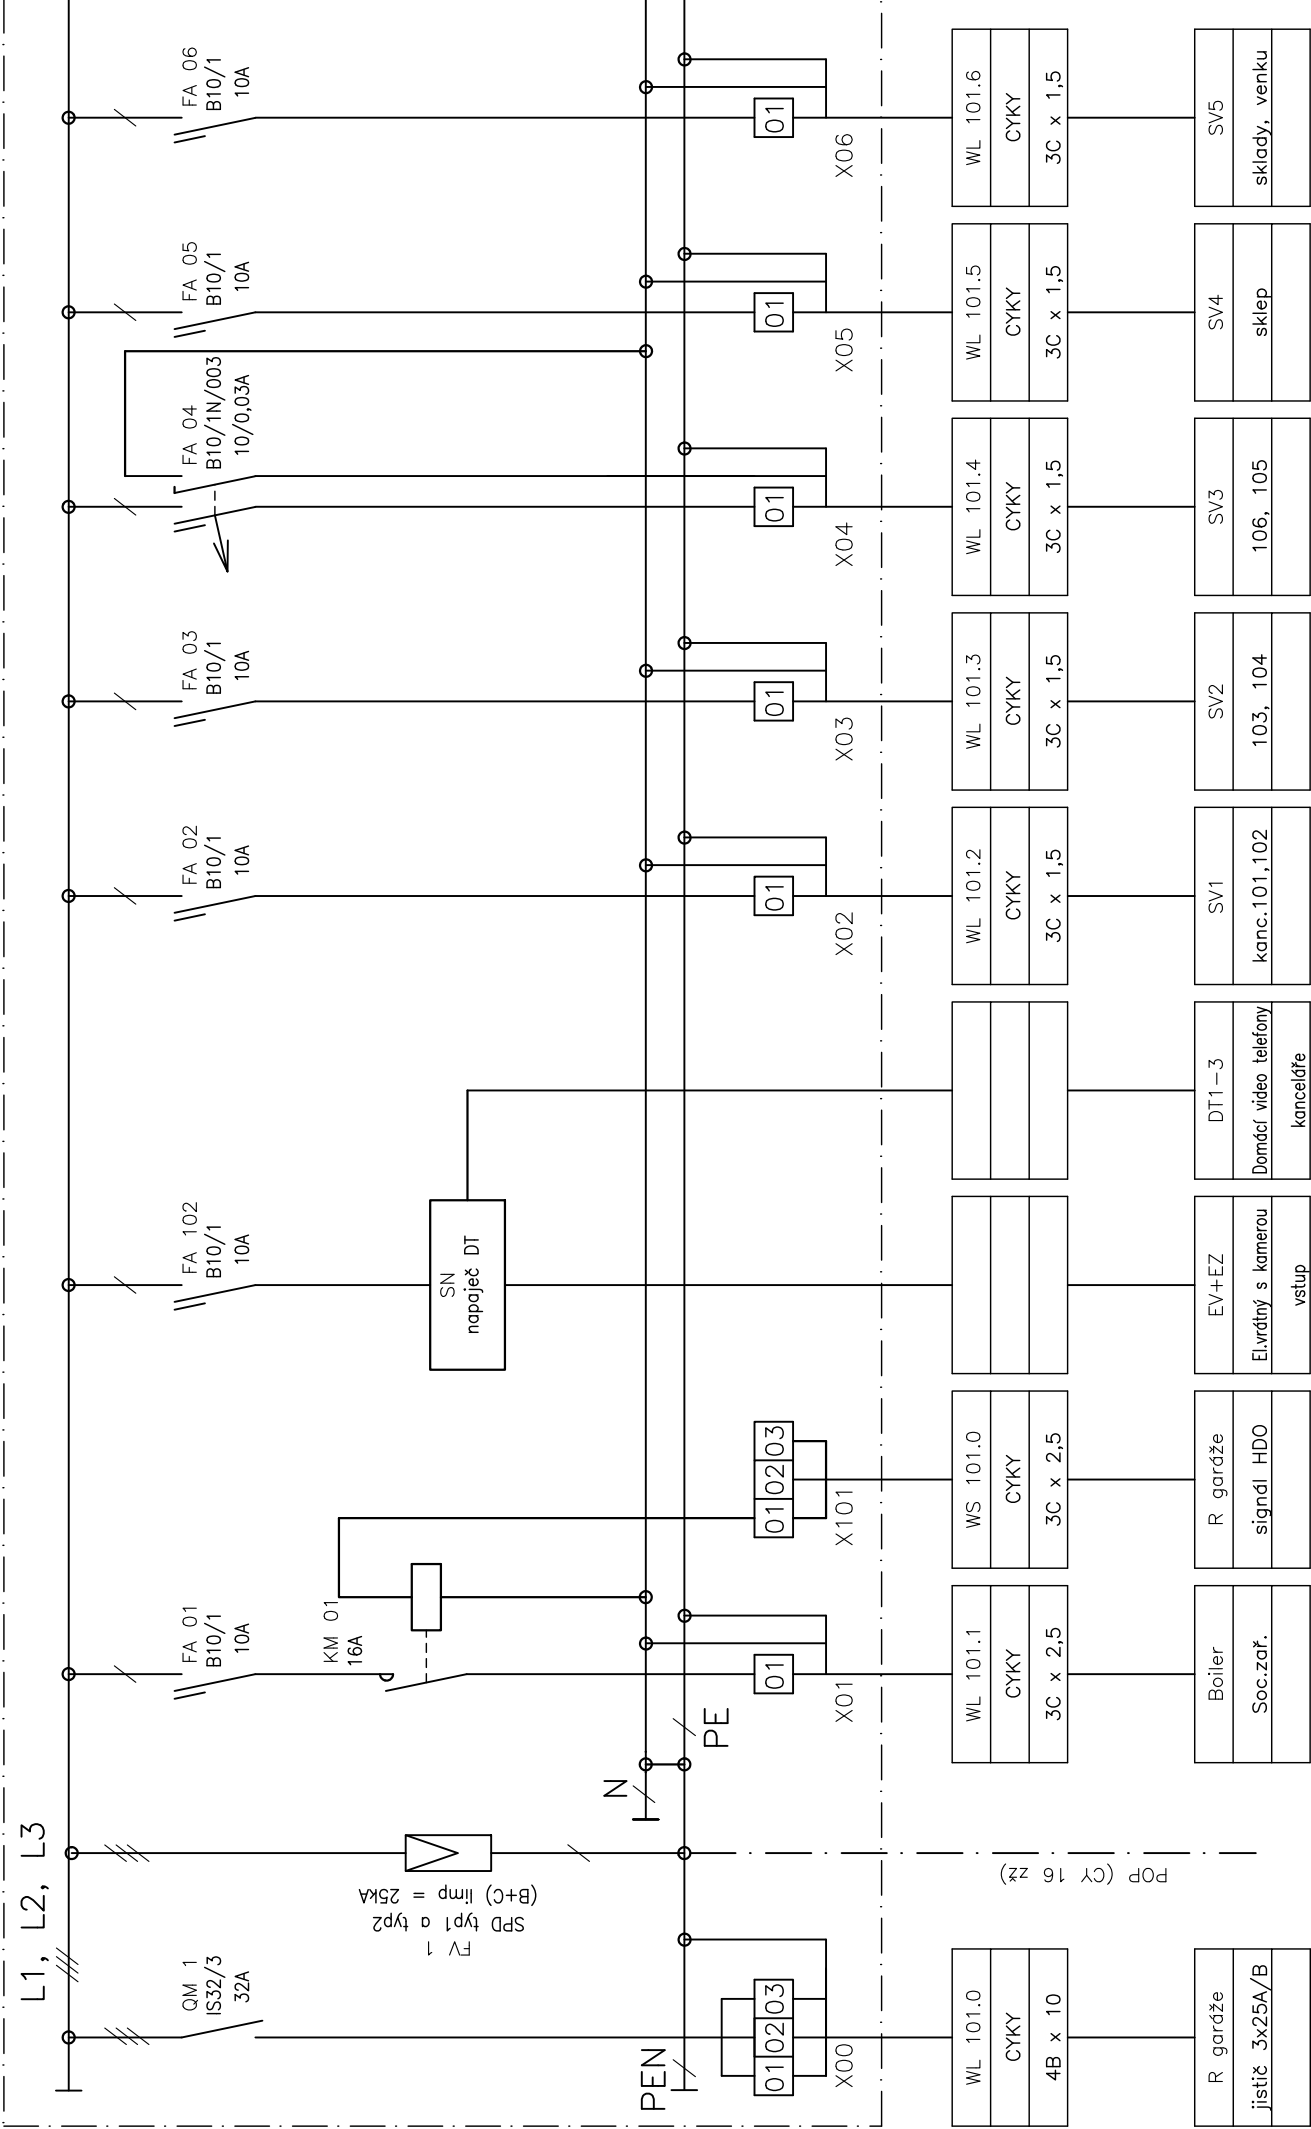 L1, L2, L3
QM 1
IS32/3
32A
FV 1
SPD typ1 a typ2
(B+C) Iimp = 25kA
FA 01
B10/1
10A
KM 01
16A
FA 102
B10/1
10A
SN
napaječ DT
FA 02
B10/1
10A
FA 03
B10/1
10A
FA 04
B10/1N/003
10/0,03A
FA 05
B10/1
10A
FA 06
B10/1
10A
PEN
N
PE
01 02 03
X00
01
X01
01 02 03
X101
01
X02
01
X03
01
X04
01
X05
01
X06
POP (CY 16 zž)
WL 101.0
CYKY
4B x 10
WL 101.1
CYKY
3C x 2,5
WS 101.0
CYKY
3C x 2,5
WL 101.2
CYKY
3C x 1,5
WL 101.3
CYKY
3C x 1,5
WL 101.4
CYKY
3C x 1,5
WL 101.5
CYKY
3C x 1,5
WL 101.6
CYKY
3C x 1,5
R garáže
jistič 3x25A/B
Boiler
Soc.zař.
R garáže
signál HDO
EV+EZ
El.vrátný s kamerou
vstup
DT1-3
Domácí video telefony
kanceláře
SV1
kanc.101,102
SV2
103, 104
SV3
106, 105
SV4
sklep
SV5
sklady, venku